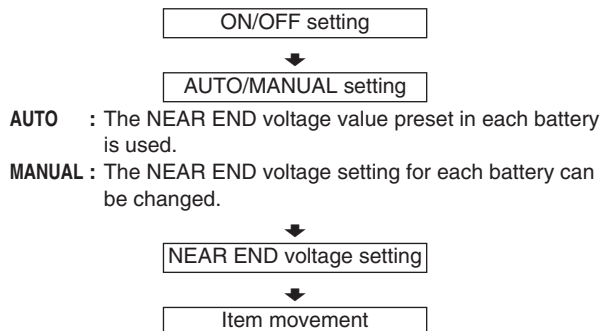 ON/OFF setting
AUTO/MANUAL setting
AUTO : The NEAR END voltage value preset in each battery
is used.
MANUAL : The NEAR END voltage setting for each battery can
be changed.
NEAR END voltage setting
Item movement